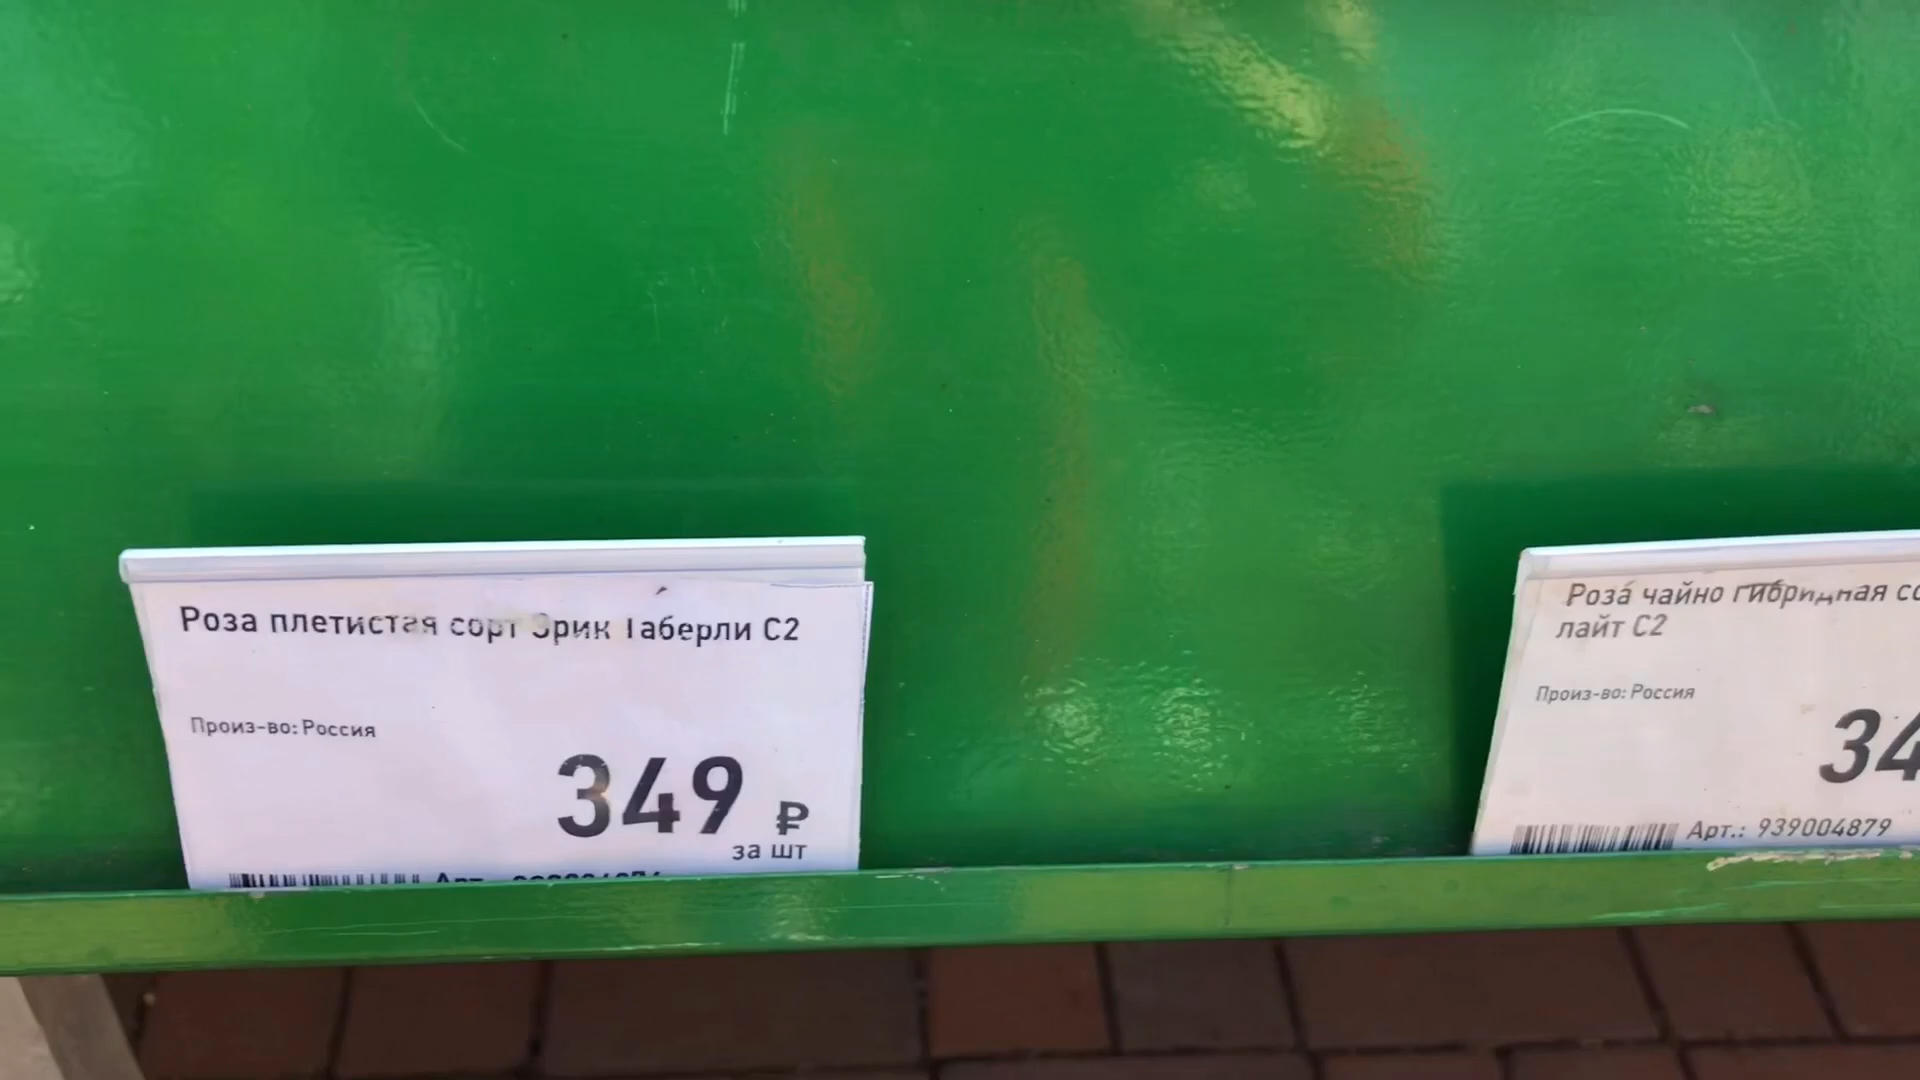 Роза плетистая сорт Эрик Таберли С2
Произ-во: Россия
349 ₽
за шт
Роза чайно гибридная
лайт С2
Произ-во: Россия
34
Арт.: 939004879